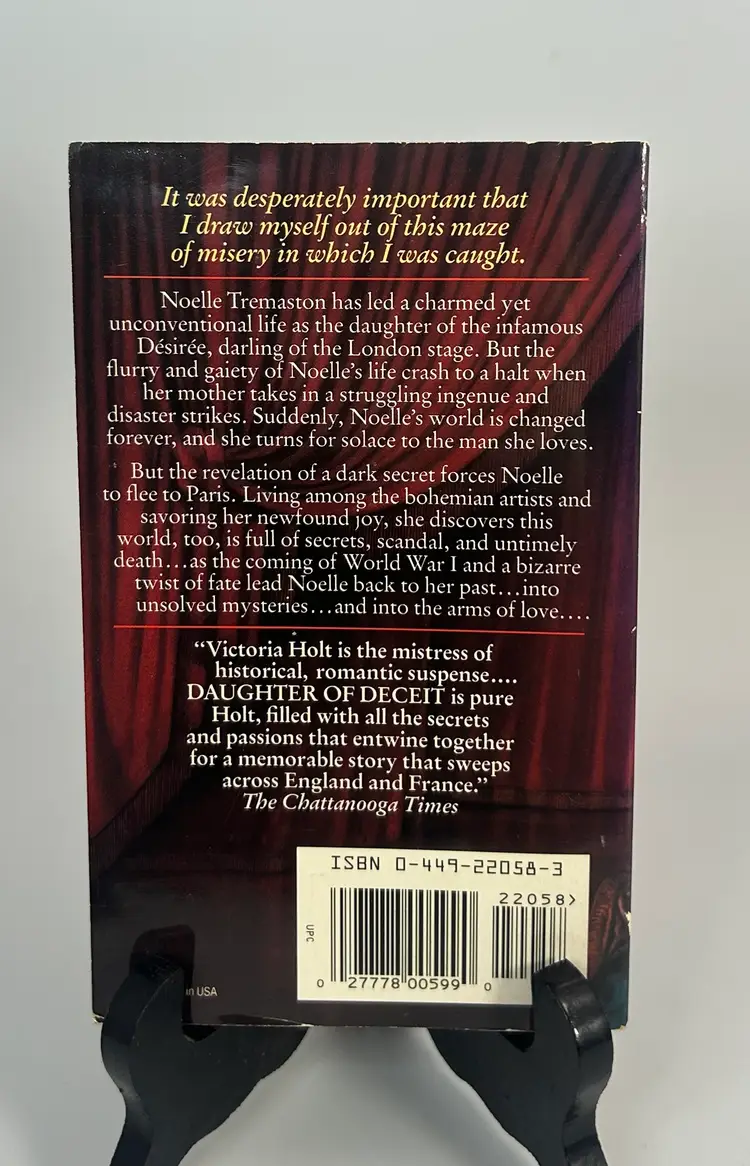 It was desperately important that
I draw myself out of this maze
of misery in which I was caught.
Noelle Tremaston has led a charmed yet
unconventional life as the daughter of the infamous
Désirée, darling of the London stage. But the
flurry and gaiety of Noelle's life crash to a halt when
her mother takes in a struggling ingenue and
disaster strikes. Suddenly, Noelle's world is changed
forever, and she turns for solace to the man she loves.
But the revelation of a dark secret forces Noelle
to flee to Paris. Living among the bohemian artists and
savoring her newfound joy, she discovers this
world, too, is full of secrets, scandal, and untimely
death...as the coming of World War I and a bizarre
twist of fate lead Noelle back to her past...into
unsolved mysteries...and into the arms of love....
"Victoria Holt is the mistress of
historical, romantic suspense....
DAUGHTER OF DECEIT is pure
Holt, filled with all the secrets
and passions that entwine together
for a memorable story that sweeps
across England and France."
The Chattanooga Times
ISBN 0-449-22058-3
22058>
UPC
0 27778 00599 0
in USA